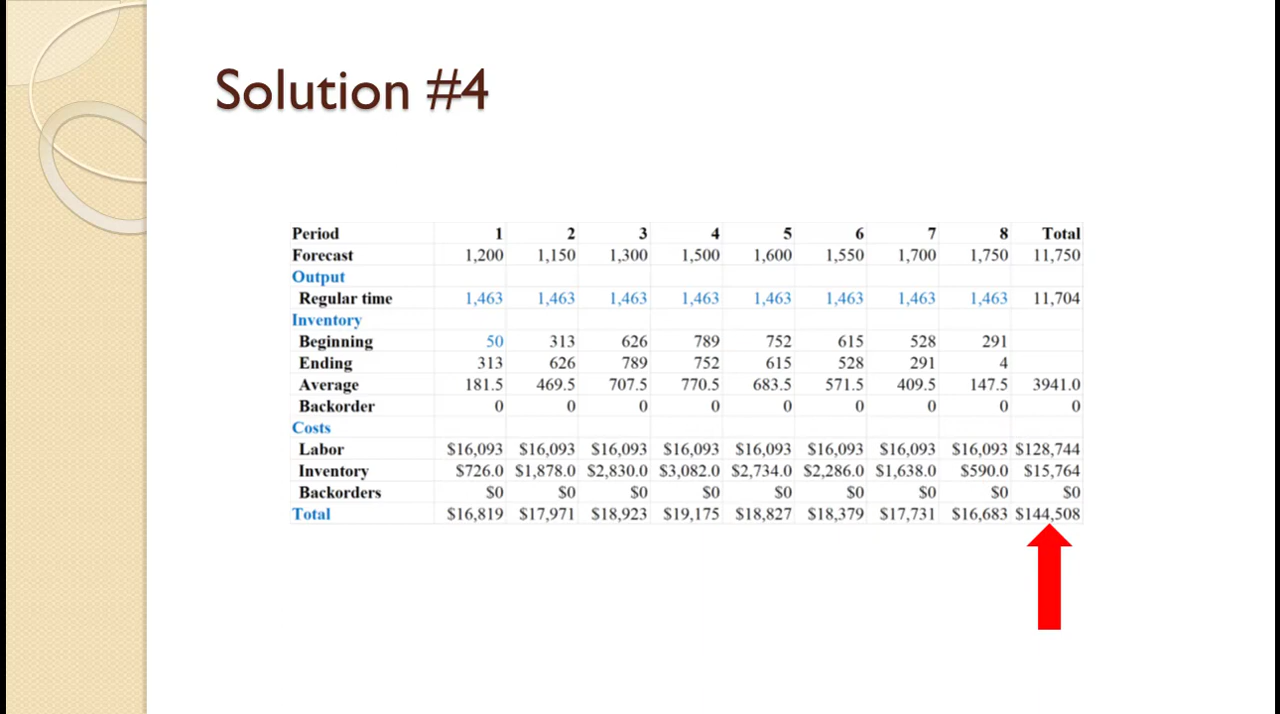 Solution #4
Period 1 2 3 4 5 6 7 8 Total
Forecast 1,200 1,150 1,300 1,500 1,600 1,550 1,700 1,750 11,750
Output
Regular time 1,463 1,463 1,463 1,463 1,463 1,463 1,463 1,463 11,704
Inventory
Beginning 50 313 626 789 752 615 528 291
Ending 313 626 789 752 615 528 291 4
Average 181.5 469.5 707.5 770.5 683.5 571.5 409.5 147.5 3941.0
Backorder 0 0 0 0 0 0 0 0 0
Costs
Labor $16,093 $16,093 $16,093 $16,093 $16,093 $16,093 $16,093 $16,093 $128,744
Inventory $726.0 $1,878.0 $2,830.0 $3,082.0 $2,734.0 $2,286.0 $1,638.0 $590.0 $15,764
Backorders $0 $0 $0 $0 $0 $0 $0 $0 $0
Total $16,819 $17,971 $18,923 $19,175 $18,827 $18,379 $17,731 $16,683 $144,508